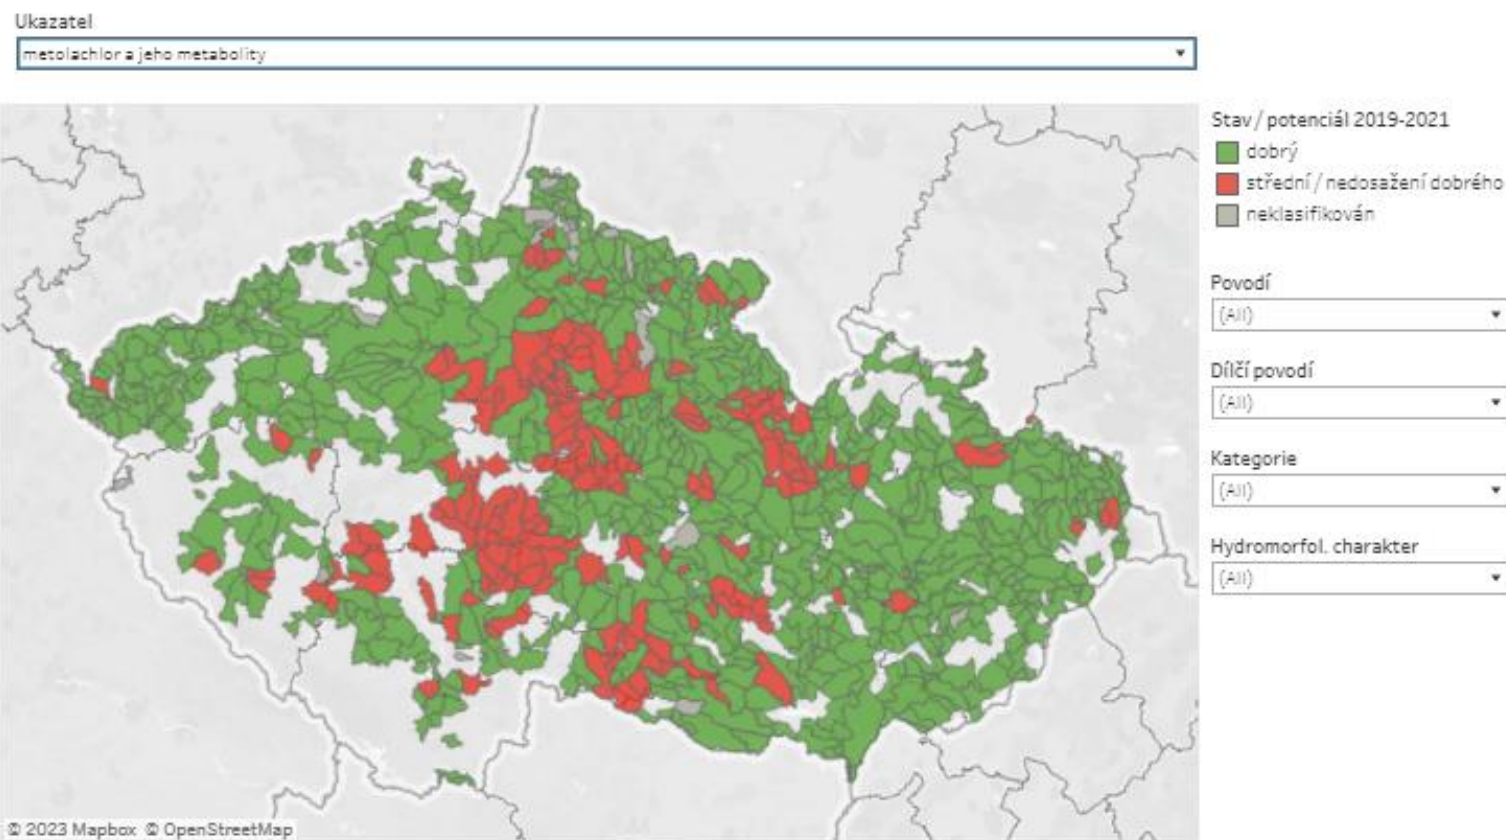 Ukazatel
metolachlor a jeho metabolity
Stav / potenciál 2019-2021
dobrý
střední / nedosažení dobrého
neklasifikován
Povodí
(All)
Dílčí povodí
(All)
Kategorie
(All)
Hydromorfol. charakter
(All)
© 2023 Mapbox © OpenStreetMap